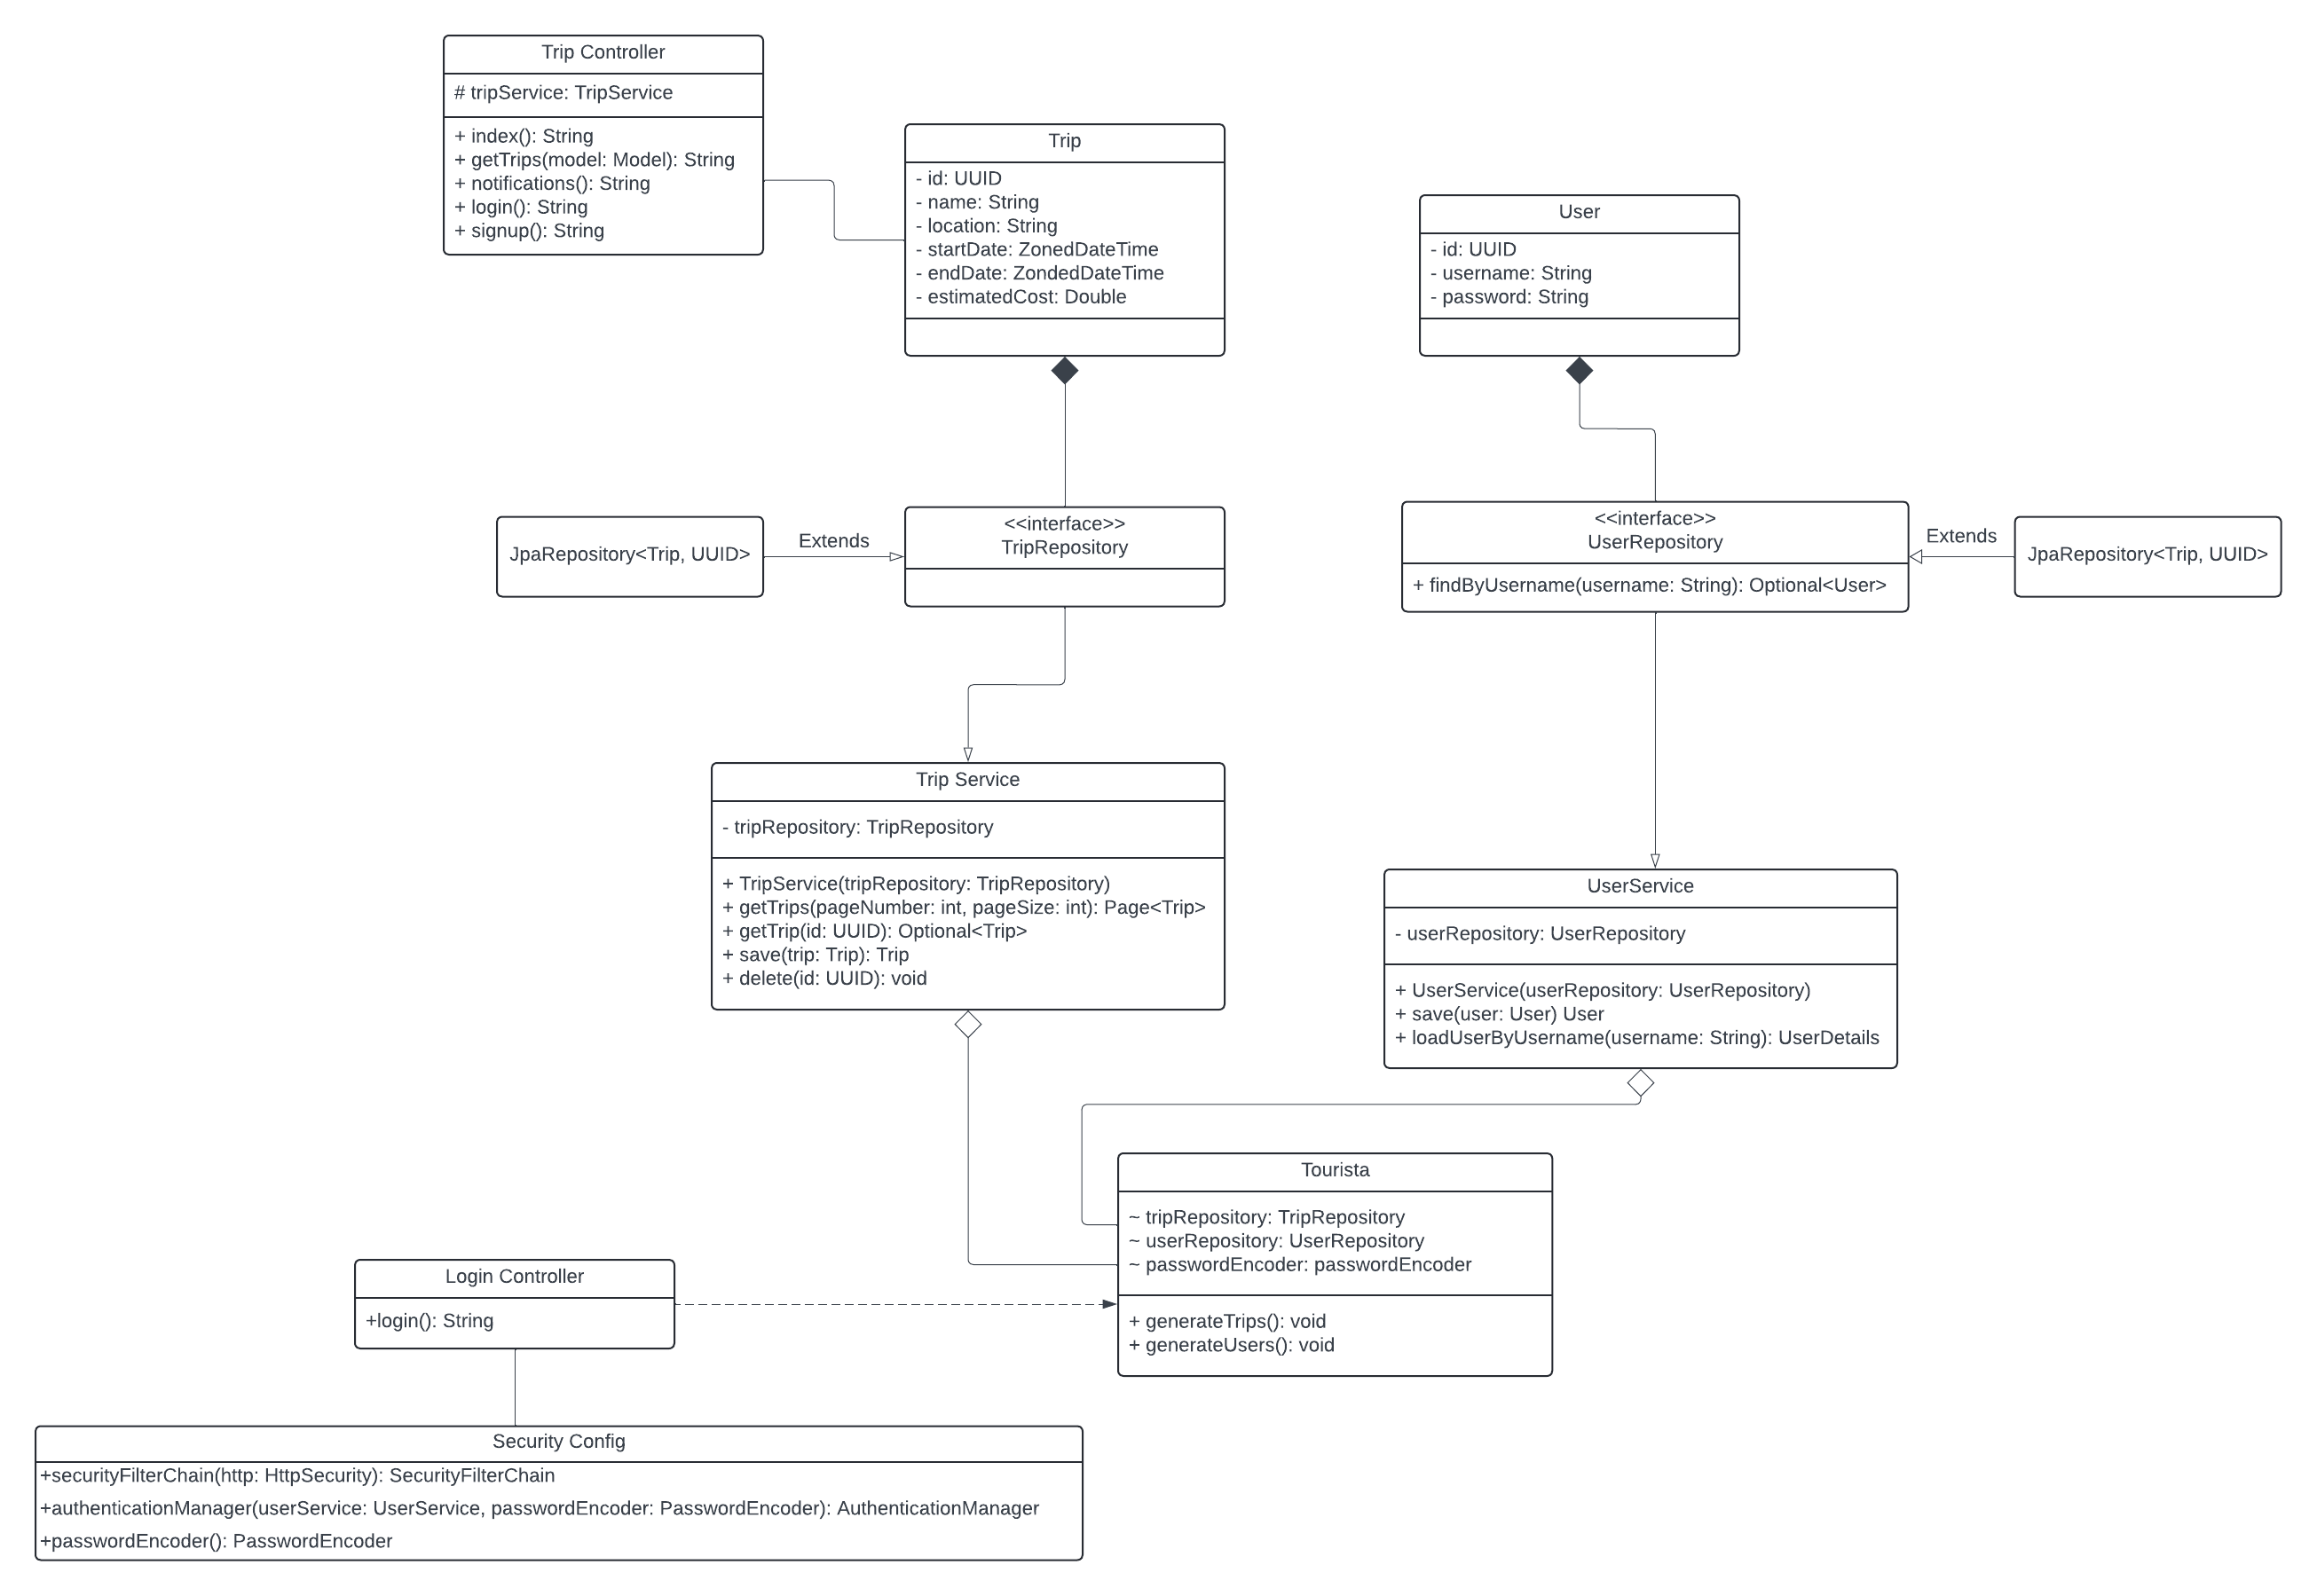 Trip Controller
# tripService: TripService
+ index(): String
+ getTrips(model: Model): String
+ notifications(): String
+ login(): String
+ signup(): String
Trip
- id: UUID
- name: String
- location: String
- startDate: ZonedDateTime
- endDate: ZondedDateTime
- estimatedCost: Double
User
- id: UUID
- username: String
- password: String
JpaRepository<Trip, UUID>
Extends
<<interface>>
TripRepository
<<interface>>
UserRepository
+ findByUsername(username: String): Optional<User>
Extends
JpaRepository<Trip, UUID>
Trip Service
- tripRepository: TripRepository
+ TripService(tripRepository: TripRepository)
+ getTrips(pageNumber: int, pageSize: int): Page<Trip>
+ getTrip(id: UUID): Optional<Trip>
+ save(trip: Trip): Trip
+ delete(id: UUID): void
UserService
- userRepository: UserRepository
+ UserService(userRepository: UserRepository)
+ save(user: User) User
+ loadUserByUsername(username: String): UserDetails
Tourista
~ tripRepository: TripRepository
~ userRepository: UserRepository
~ passwordEncoder: passwordEncoder
+ generateTrips(): void
+ generateUsers(): void
Login Controller
+login(): String
Security Config
+securityFilterChain(http: HttpSecurity): SecurityFilterChain
+authenticationManager(userService: UserService, passwordEncoder: PasswordEncoder): AuthenticationManager
+passwordEncoder(): PasswordEncoder